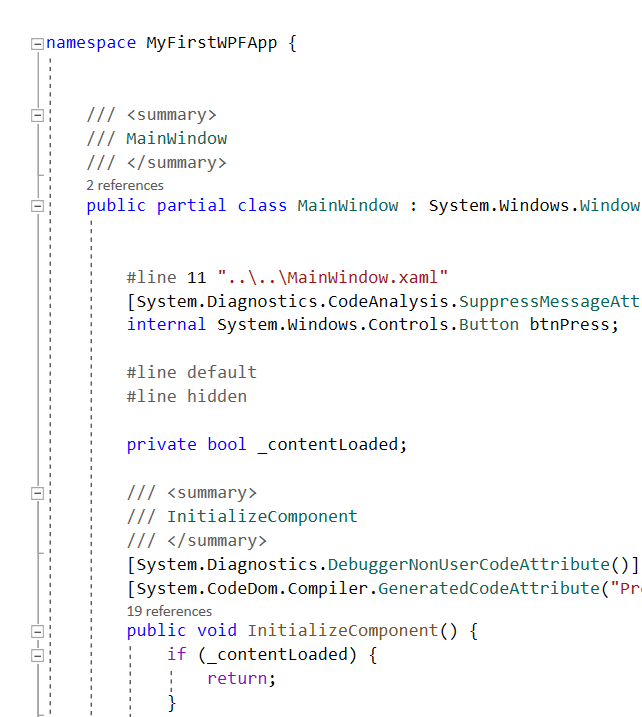 namespace MyFirstWPFApp {
/// <summary>
/// MainWindow
/// </summary>
2 references
public partial class MainWindow : System.Windows.Window
#line 11 "..\..\MainWindow.xaml"
[System.Diagnostics.CodeAnalysis.SuppressMessageAtt
internal System.Windows.Controls.Button btnPress;
#line default
#line hidden
private bool _contentLoaded;
/// <summary>
/// InitializeComponent
/// </summary>
[System.Diagnostics.DebuggerNonUserCodeAttribute()]
[System.CodeDom.Compiler.GeneratedCodeAttribute("Pr
19 references
public void InitializeComponent() {
if (_contentLoaded) {
return;
}